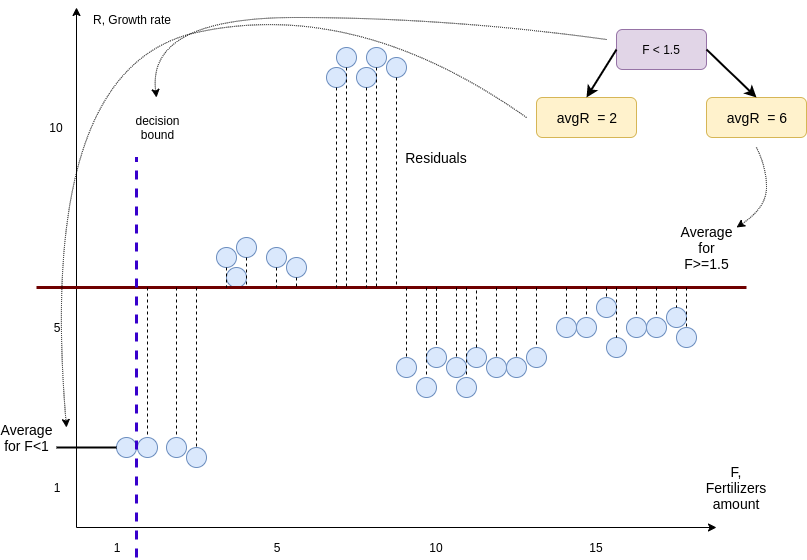 R, Growth rate
F < 1.5
avgR = 2
avgR = 6
decision
bound
10
Residuals
Average
for
F>=1.5
5
Average
for F<1
1
F,
Fertilizers
amount
1
5
10
15